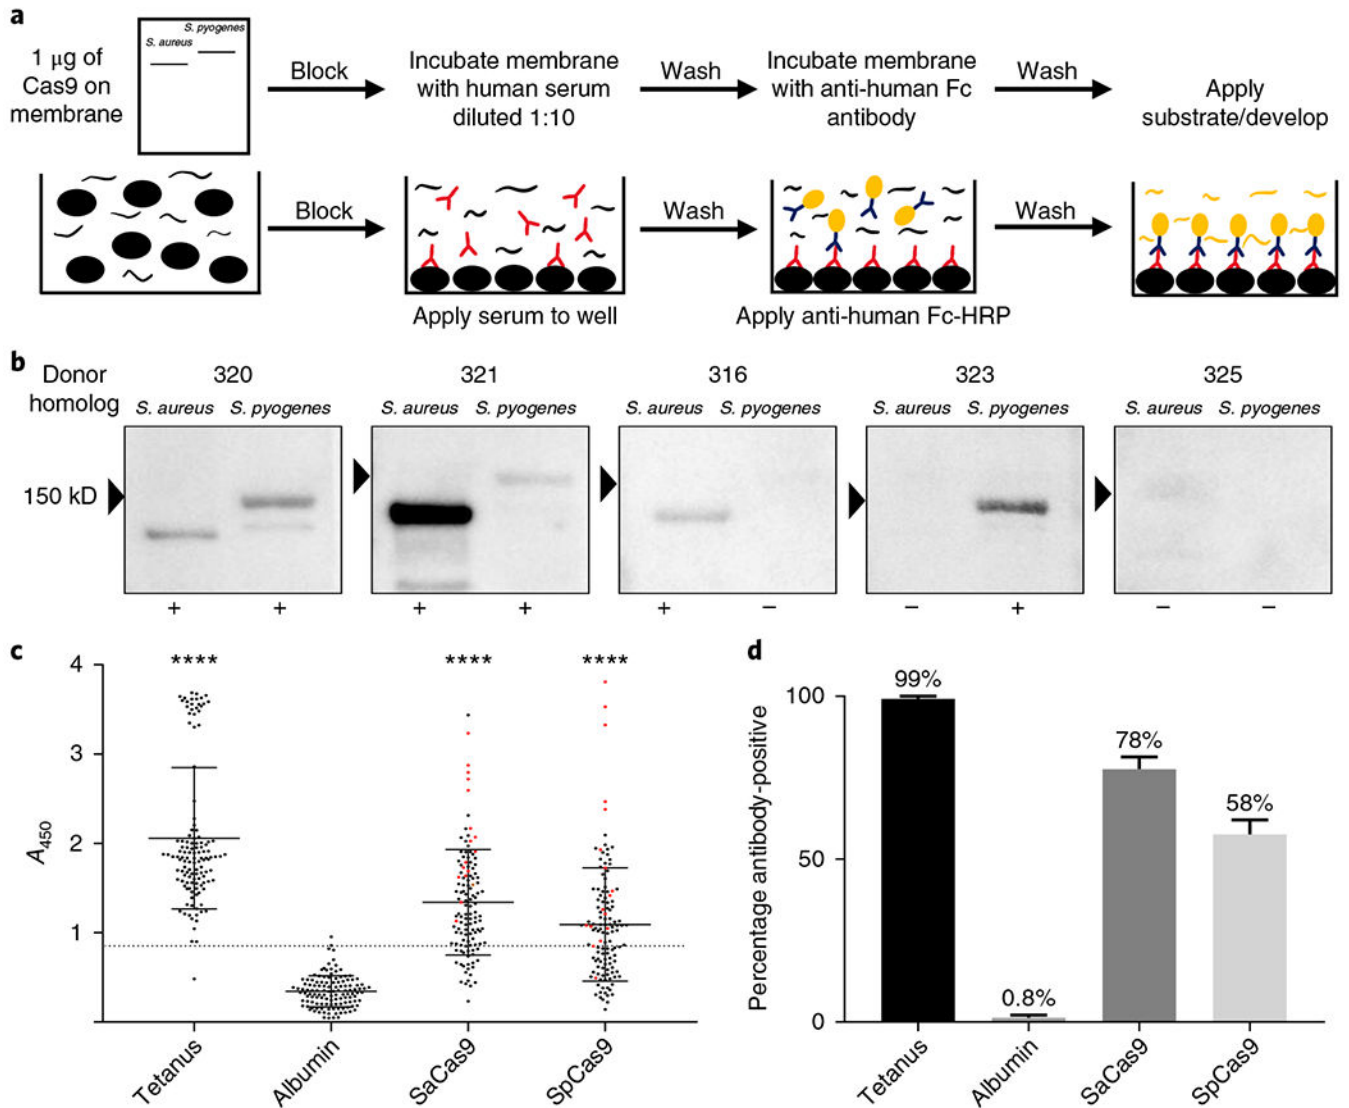 a
S. pyogenes
S. aureus
1 μg of
Cas9 on
membrane
Block
Incubate membrane
with human serum
diluted 1:10
Wash
Incubate membrane
with anti-human Fc
antibody
Wash
Apply
substrate/develop
Block
Apply serum to well
Wash
Apply anti-human Fc-HRP
Wash
b
Donor 320 321 316 323 325
homolog S. aureus S. pyogenes S. aureus S. pyogenes S. aureus S. pyogenes S. aureus S. pyogenes S. aureus S. pyogenes
150 kD
+ + + + + – – + – –
c
4
3
2
1
A450
**** **** ****
Tetanus
Albumin
SaCas9
SpCas9
d
Percentage antibody-positive
100
50
0
99%
0.8%
78%
58%
Tetanus
Albumin
SaCas9
SpCas9